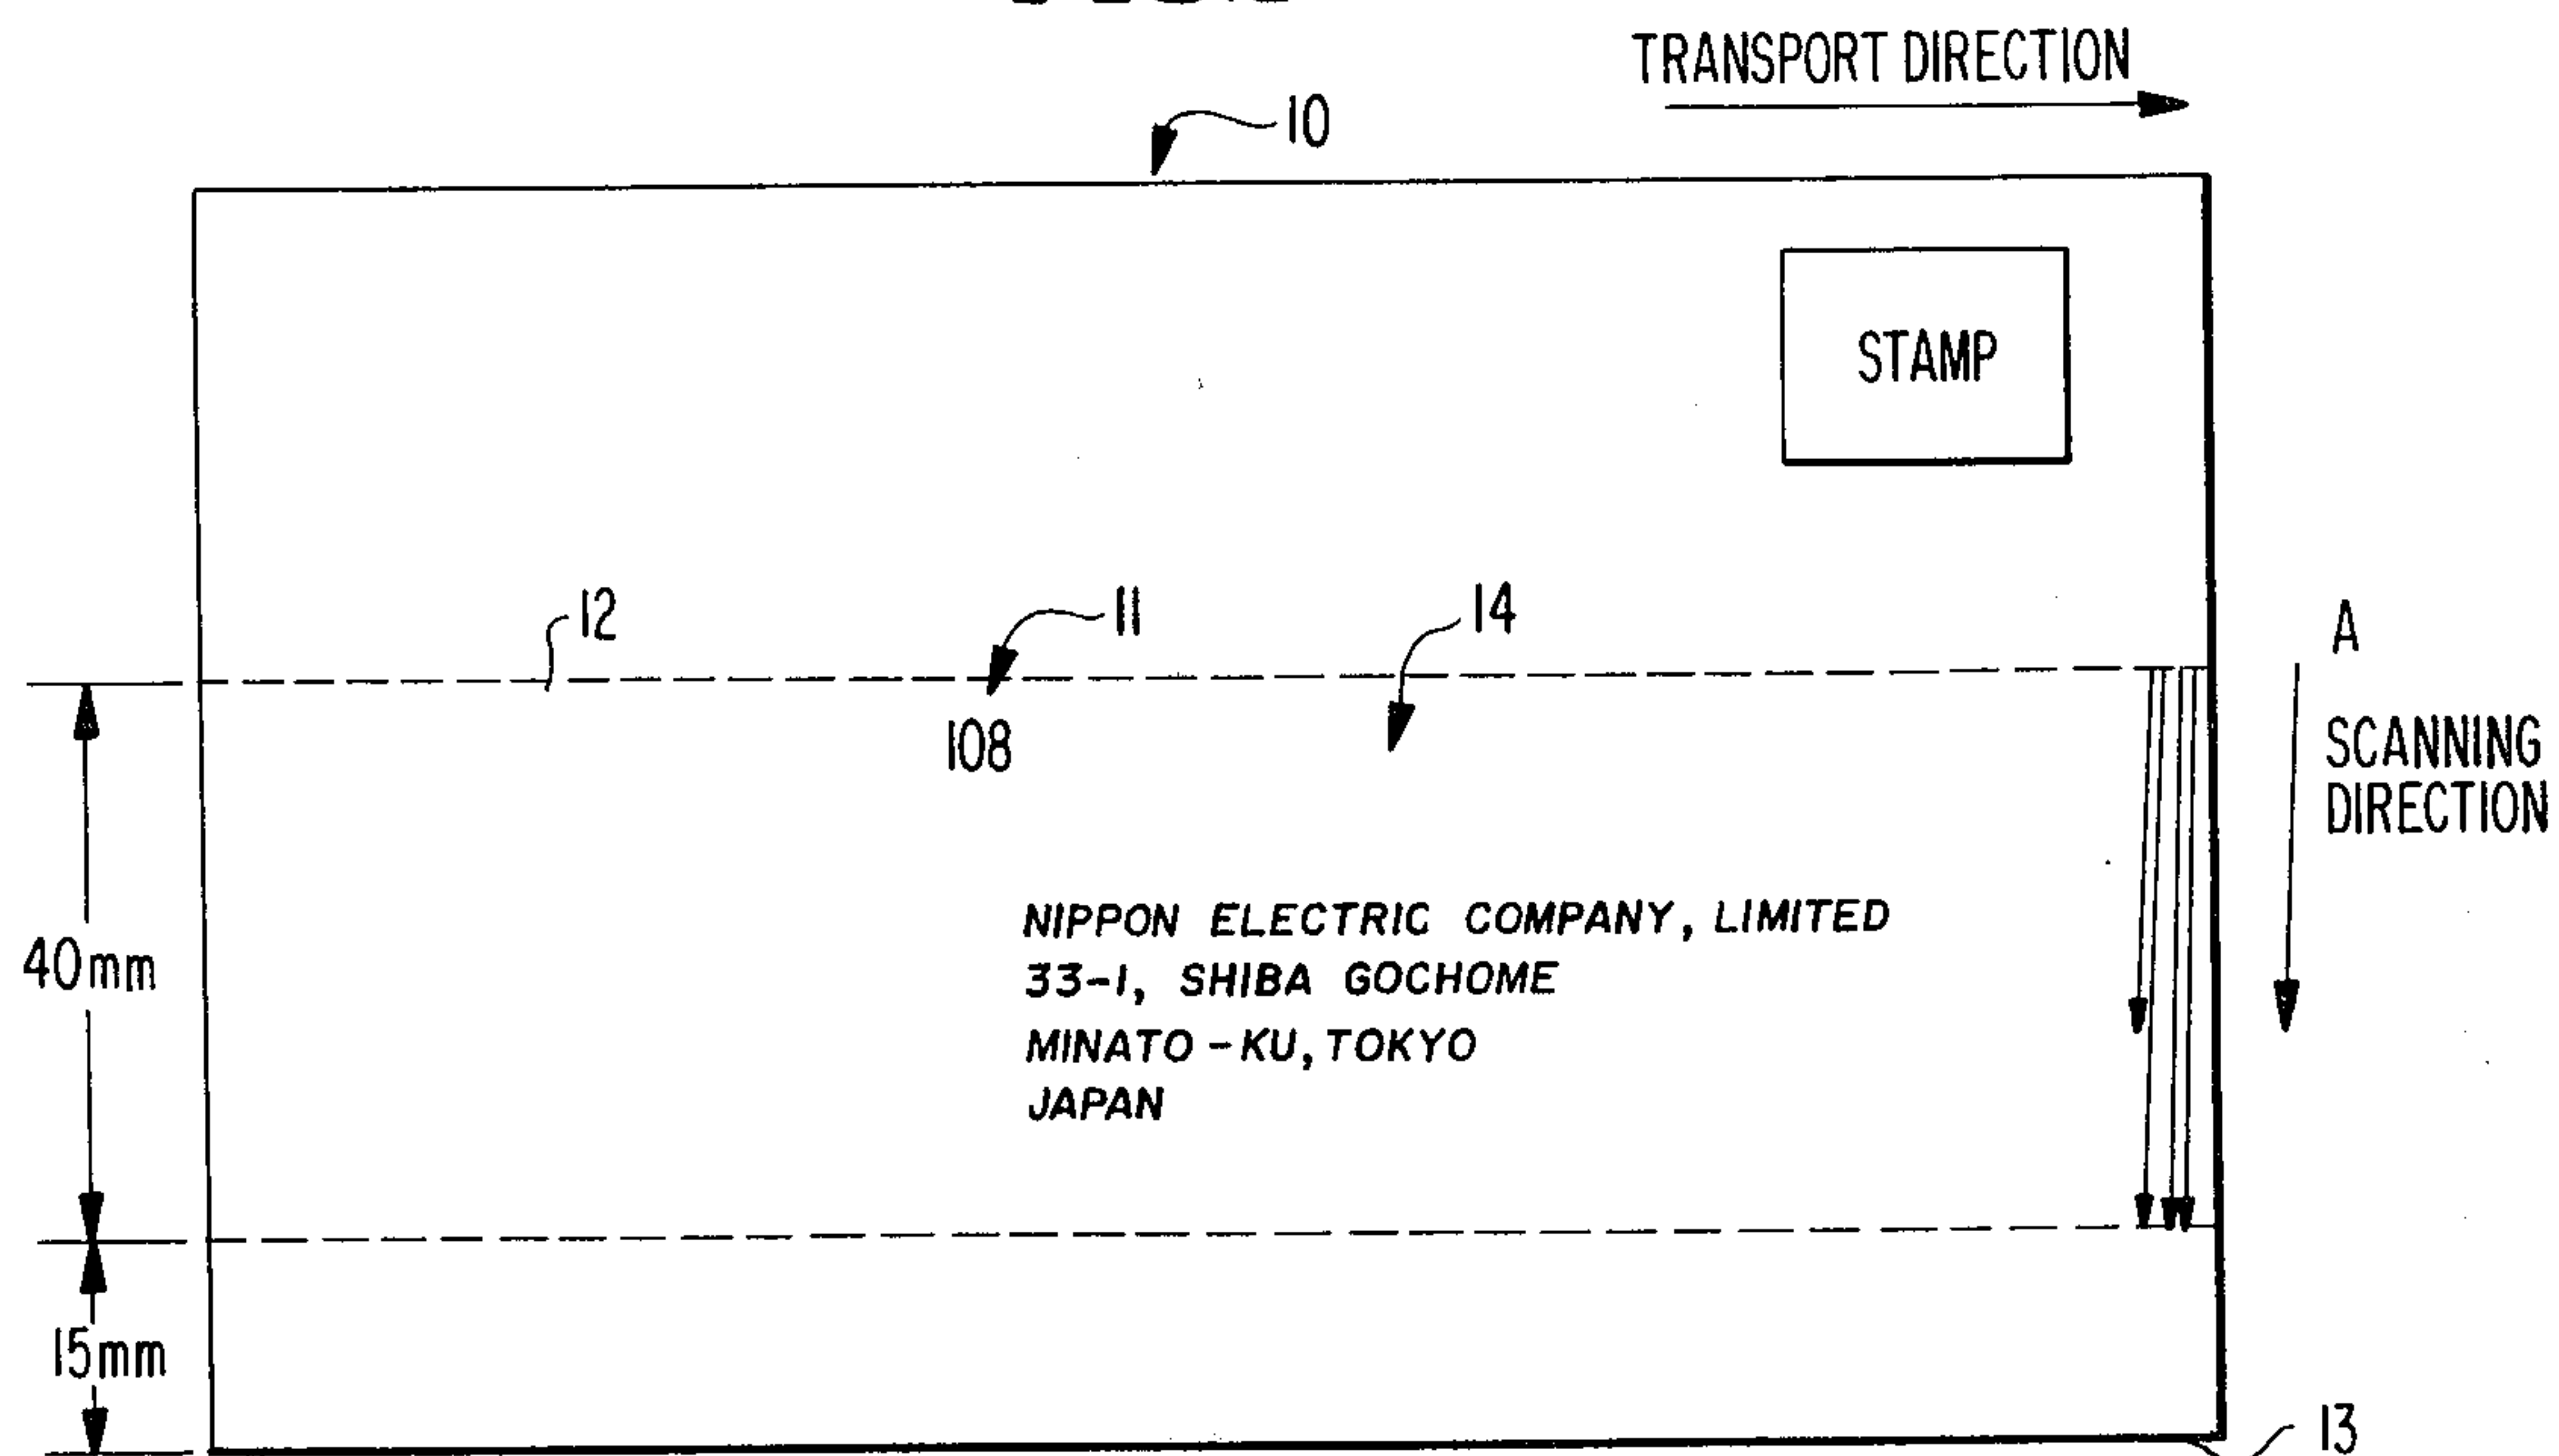 TRANSPORT DIRECTION
10
STAMP
12
11
14
A
108
SCANNING
DIRECTION
40mm
NIPPON ELECTRIC COMPANY, LIMITED
33-1, SHIBA GOCHOME
MINATO-KU, TOKYO
JAPAN
15mm
13